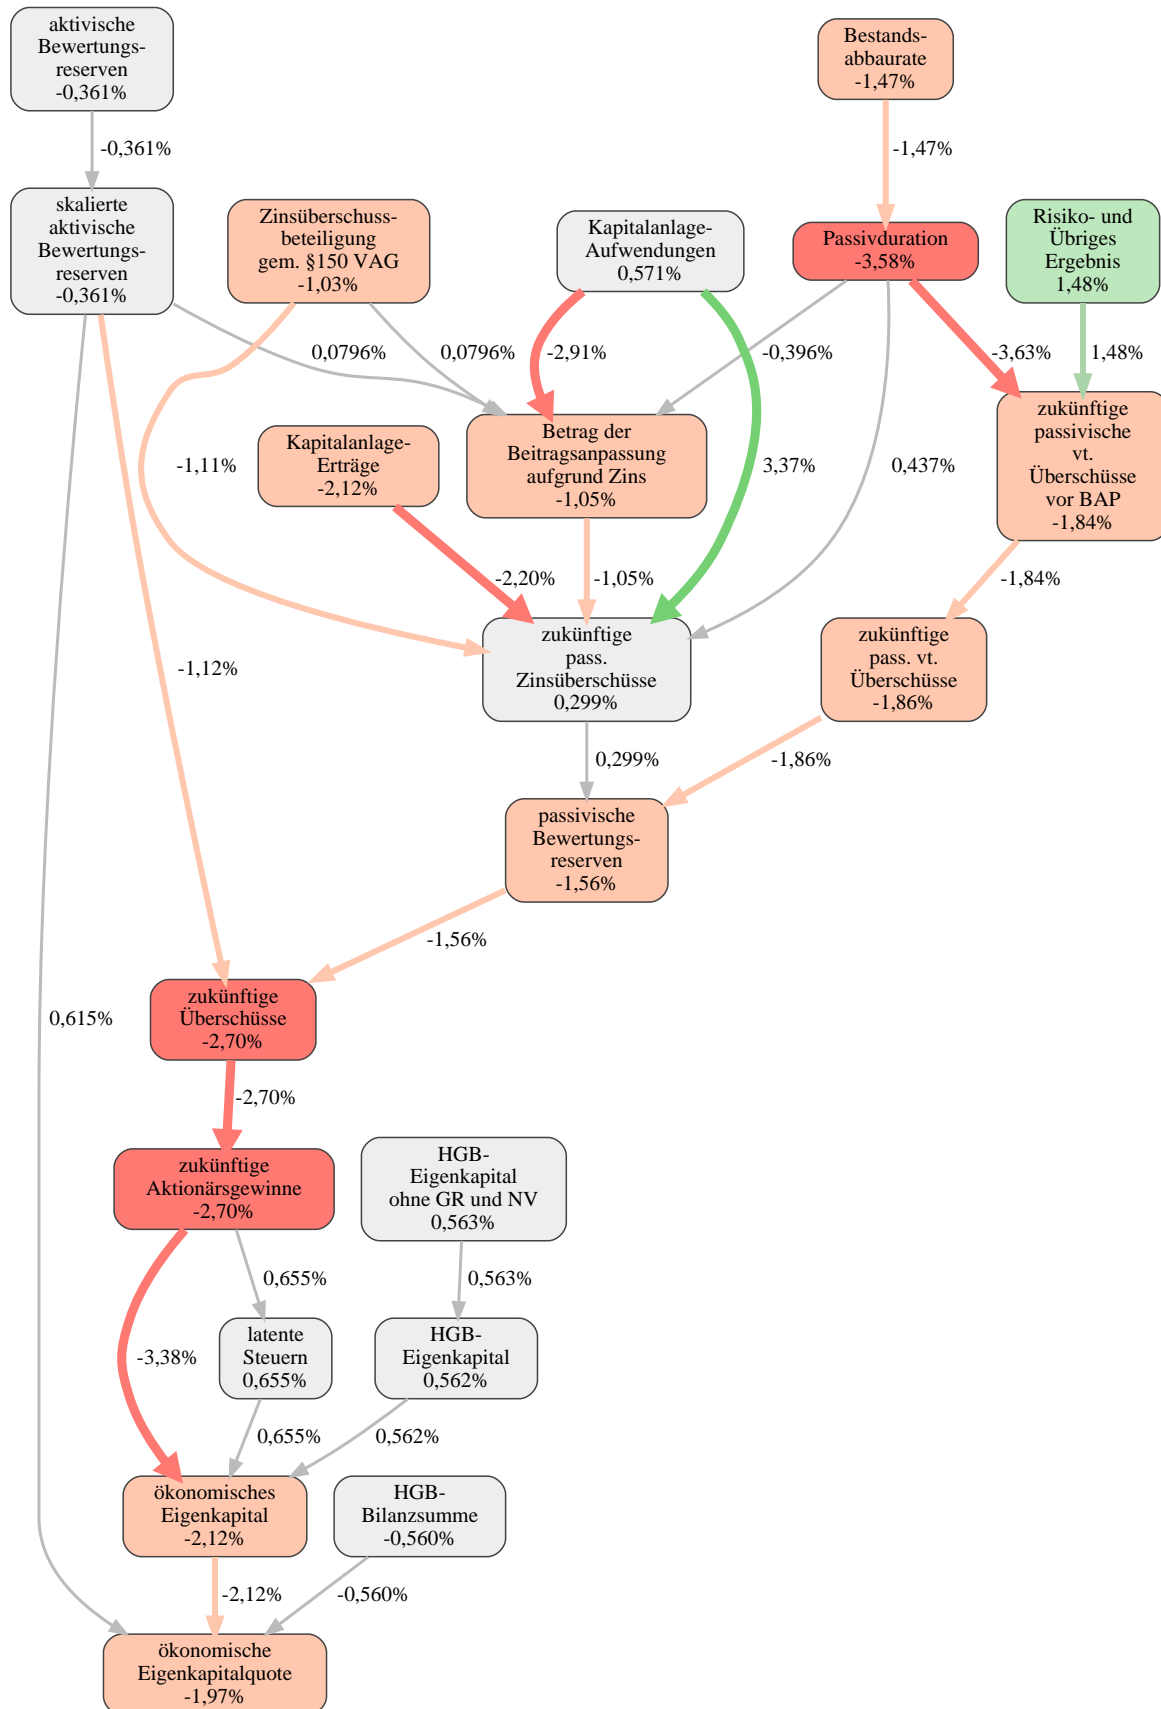 aktivische
Bewertungs-
reserven
-0,361%
Bestands-
abbaurate
-1,47%
-0,361%
-1,47%
skalierte
aktivische
Bewertungs-
reserven
-0,361%
Zinsüberschuss-
beteiligung
gem. §150 VAG
-1,03%
Kapitalanlage-
Aufwendungen
0,571%
Passivduration
-3,58%
Risiko- und
Übriges
Ergebnis
1,48%
0,0796%
0,0796%
-2,91%
-0,396%
-3,63%
1,48%
Kapitalanlage-
Erträge
-2,12%
Betrag der
Beitragsanpassung
aufgrund Zins
-1,05%
zukünftige
passivische
vt.
Überschüsse
vor BAP
-1,84%
-1,11%
3,37%
0,437%
-2,20%
-1,05%
-1,84%
zukünftige
pass.
Zinsüberschüsse
0,299%
zukünftige
pass. vt.
Überschüsse
-1,86%
-1,12%
0,299%
-1,86%
passivische
Bewertungs-
reserven
-1,56%
-1,56%
zukünftige
Überschüsse
-2,70%
0,615%
-2,70%
zukünftige
Aktionärsgewinne
-2,70%
HGB-
Eigenkapital
ohne GR und NV
0,563%
0,655%
0,563%
-3,38%
latente
Steuern
0,655%
HGB-
Eigenkapital
0,562%
0,655%
0,562%
ökonomisches
Eigenkapital
-2,12%
HGB-
Bilanzsumme
-0,560%
-2,12%
-0,560%
ökonomische
Eigenkapitalquote
-1,97%